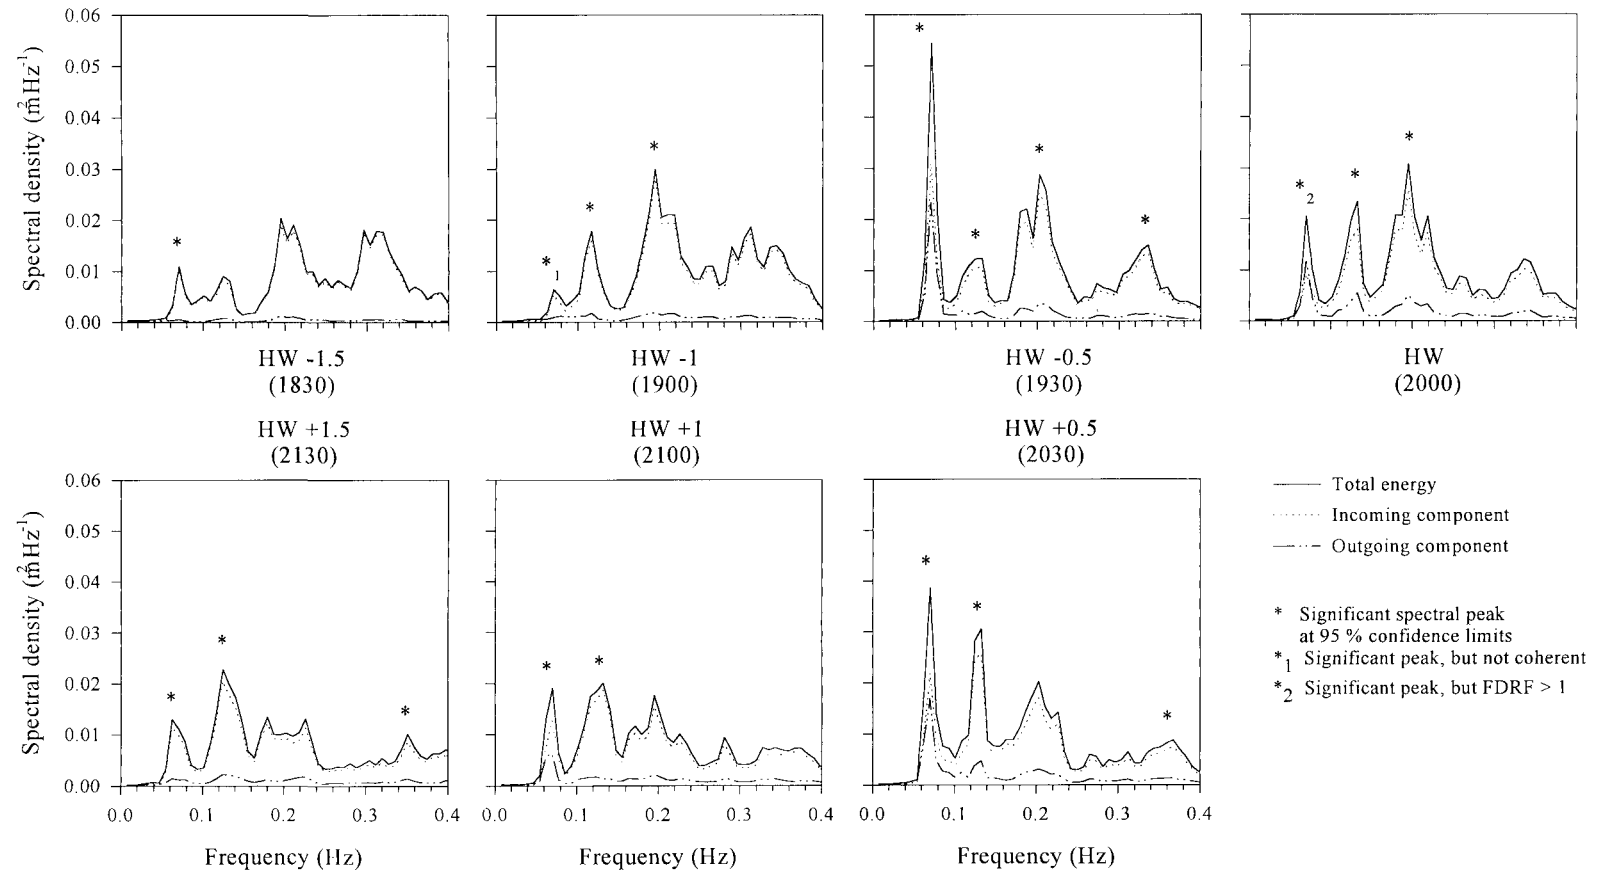 Spectral density (m²Hz⁻¹)
0.06
0.05
0.04
0.03
0.02
0.01
0.00
*
* 1
*
*
*
*
*
*
* 2
*
*
HW -1.5
(1830)
HW -1
(1900)
HW -0.5
(1930)
HW
(2000)
HW +1.5
(2130)
HW +1
(2100)
HW +0.5
(2030)
Spectral density (m²Hz⁻¹)
0.06
0.05
0.04
0.03
0.02
0.01
0.00
*
*
*
*
*
*
*
*
0.0 0.1 0.2 0.3 0.4
Frequency (Hz)
0.0 0.1 0.2 0.3 0.4
Frequency (Hz)
0.0 0.1 0.2 0.3 0.4
Frequency (Hz)
Total energy
Incoming component
Outgoing component
* Significant spectral peak
at 95 % confidence limits
*1 Significant peak, but not coherent
*2 Significant peak, but FDRF > 1